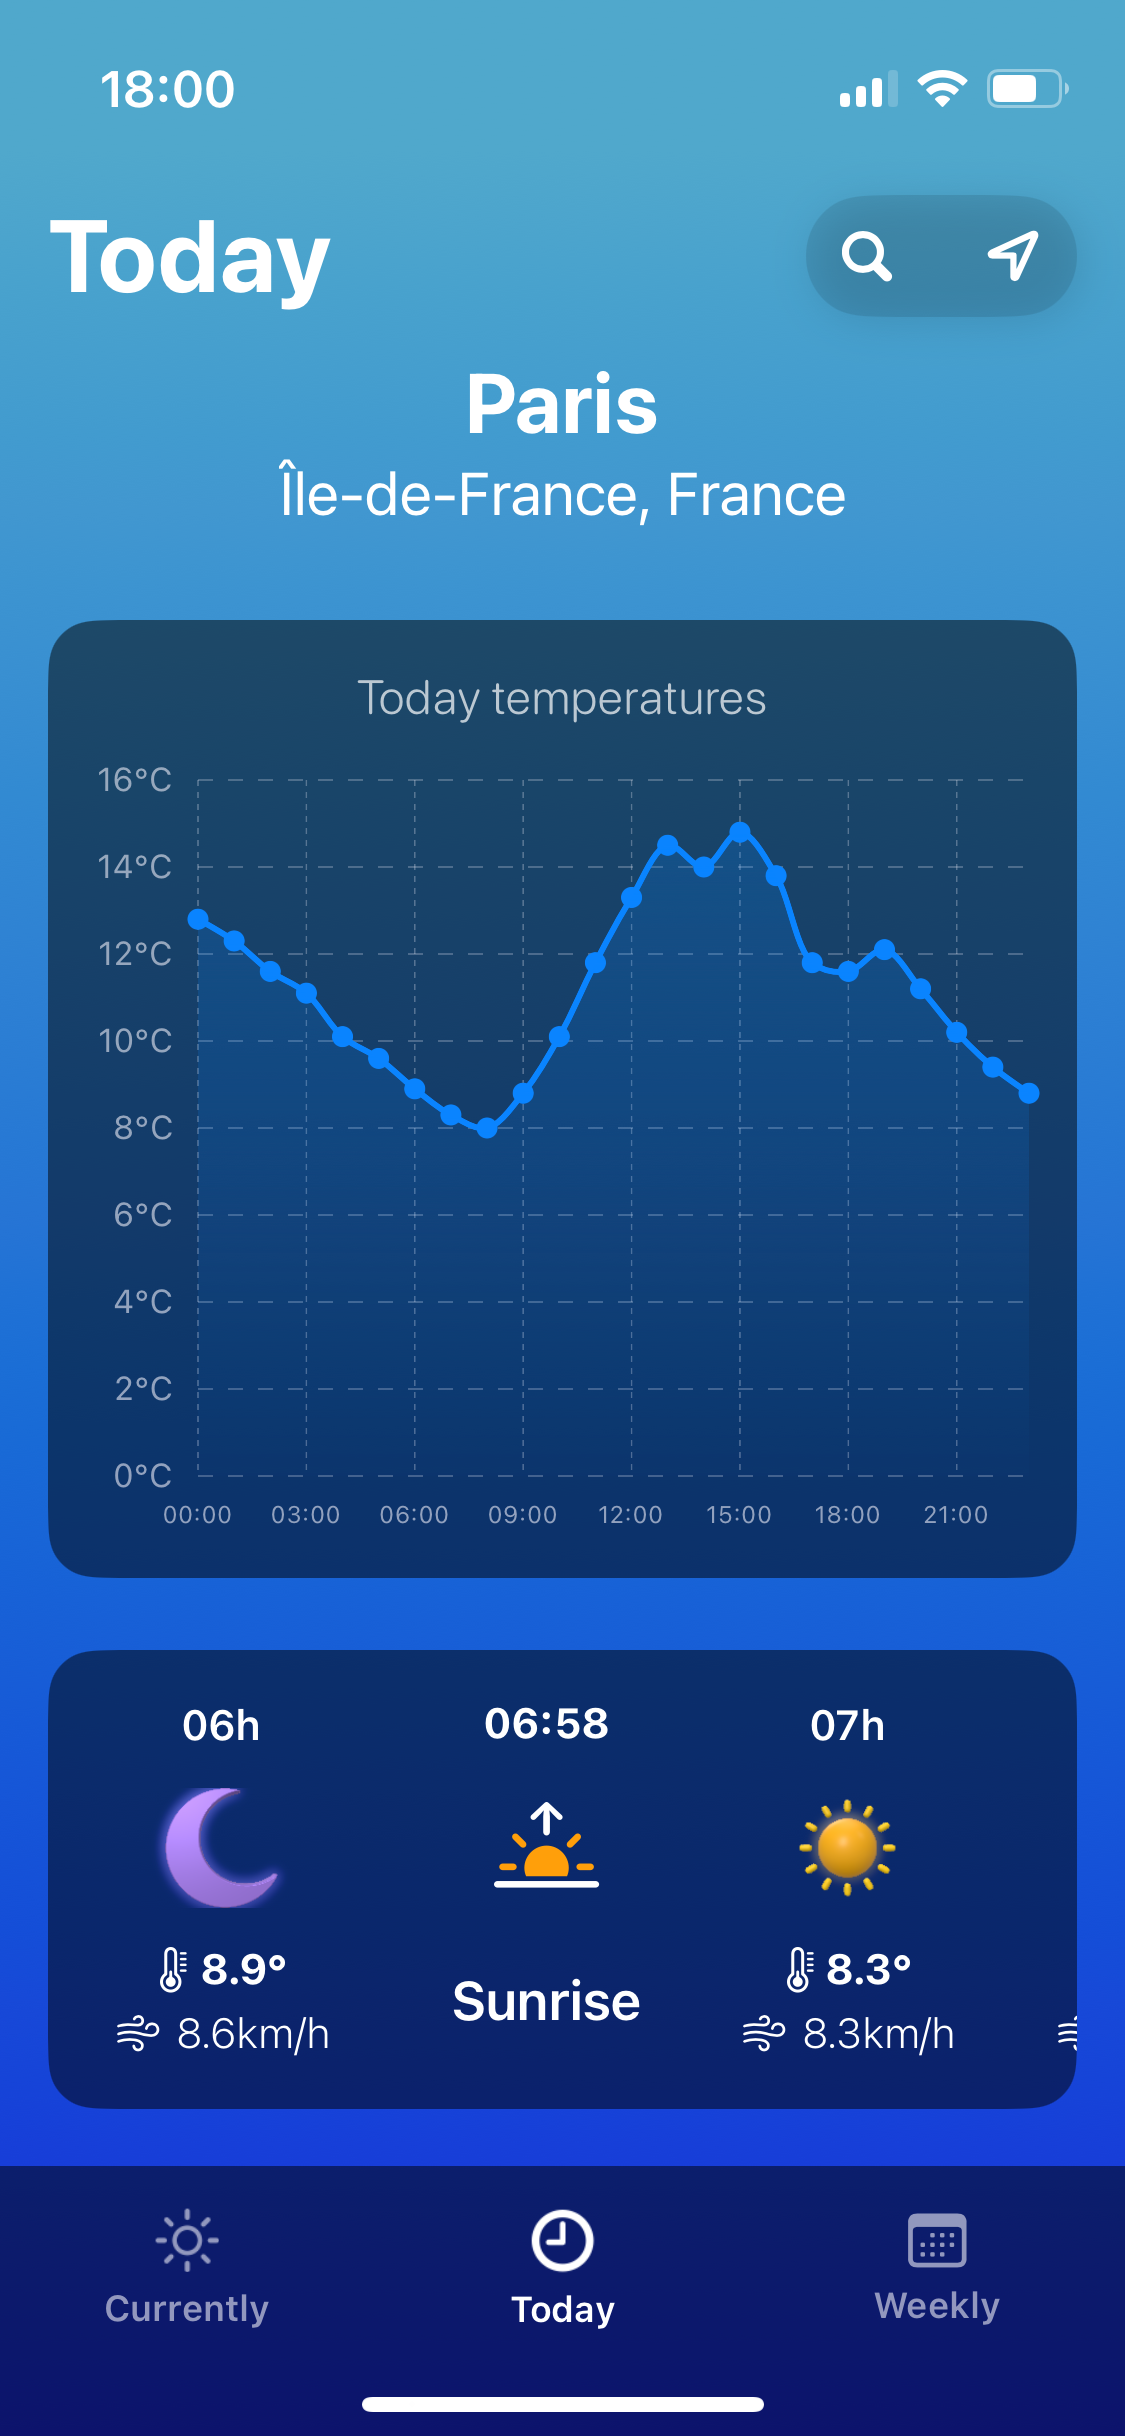 18:00
Today
Paris
Île-de-France, France
Today temperatures
16°C
14°C
12°C
10°C
8°C
6°C
4°C
2°C
0°C
00:00 03:00 06:00 09:00 12:00 15:00 18:00 21:00
06h 06:58 07h
8.9° Sunrise 8.3°
8.6km/h 8.3km/h
Currently Today Weekly